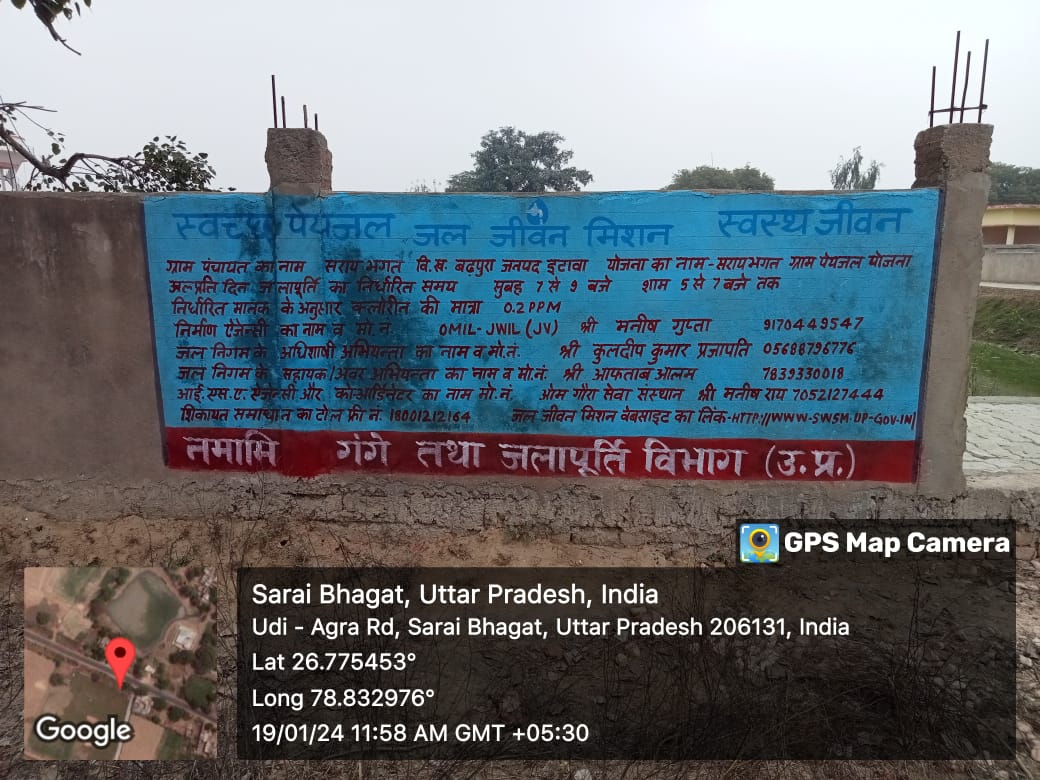 स्वच्छ पेयजल जल जीवन मिशन स्वस्थ जीवन
ग्राम पंचायत का नाम सराय भगत वि.ख. बढ़पुरा जनपद इटावा योजना का नाम-सरायभगत ग्राम पेयजल योजना
जलापूर्ति का निर्धारित समय सुबह 7 से 9 बजे शाम 5 से 7 बजे तक
निर्धारित मानक के अनुसार क्लोरीन की मात्रा 0.2 PPM
निर्माण ऐजेन्सी का नाम व मो.नं. OMIL-JWIL (JV) श्री मनीष गुप्ता 9170449547
जल निगम के अधिशाषी अभियन्ता का नाम व मो.नं. श्री कुलदीप कुमार प्रजापति 05688796776
जल निगम के सहायक/अवर अभियन्ता का नाम व मो.नं. श्री आफताब आलम 7839330018
आई.एस.ए. ऐजेन्सी और को-आर्डिनेटर का नाम मो.नं. ओम गौरा सेवा संस्थान श्री मनीष राय 7052127444
शिकायत समाधान का टोल फ्री नं. 18001212164 जल जीवन मिशन वेबसाइट का लिंक-HTTP://WWW-SWSM-UP-GOV-IN/
नमामि गंगे तथा जलापूर्ति विभाग (उ.प्र.)
GPS Map Camera
Sarai Bhagat, Uttar Pradesh, India
Udi - Agra Rd, Sarai Bhagat, Uttar Pradesh 206131, India
Lat 26.775453°
Long 78.832976°
19/01/24 11:58 AM GMT +05:30
Google